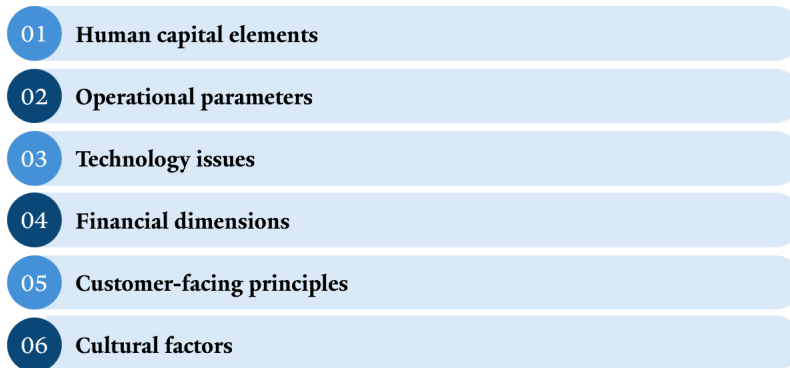 01 Human capital elements
02 Operational parameters
03 Technology issues
04 Financial dimensions
05 Customer-facing principles
06 Cultural factors